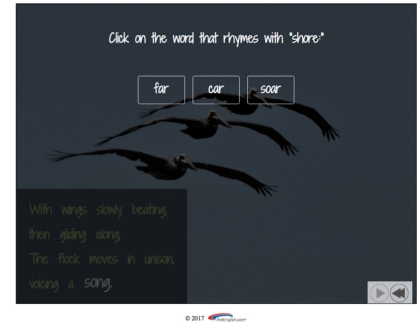 Click on the word that rhymes with "shore:"
far
car
soar
With wings slowly beating,
then gliding along,
The flock moves in unison,
voicing a song.
© 2017